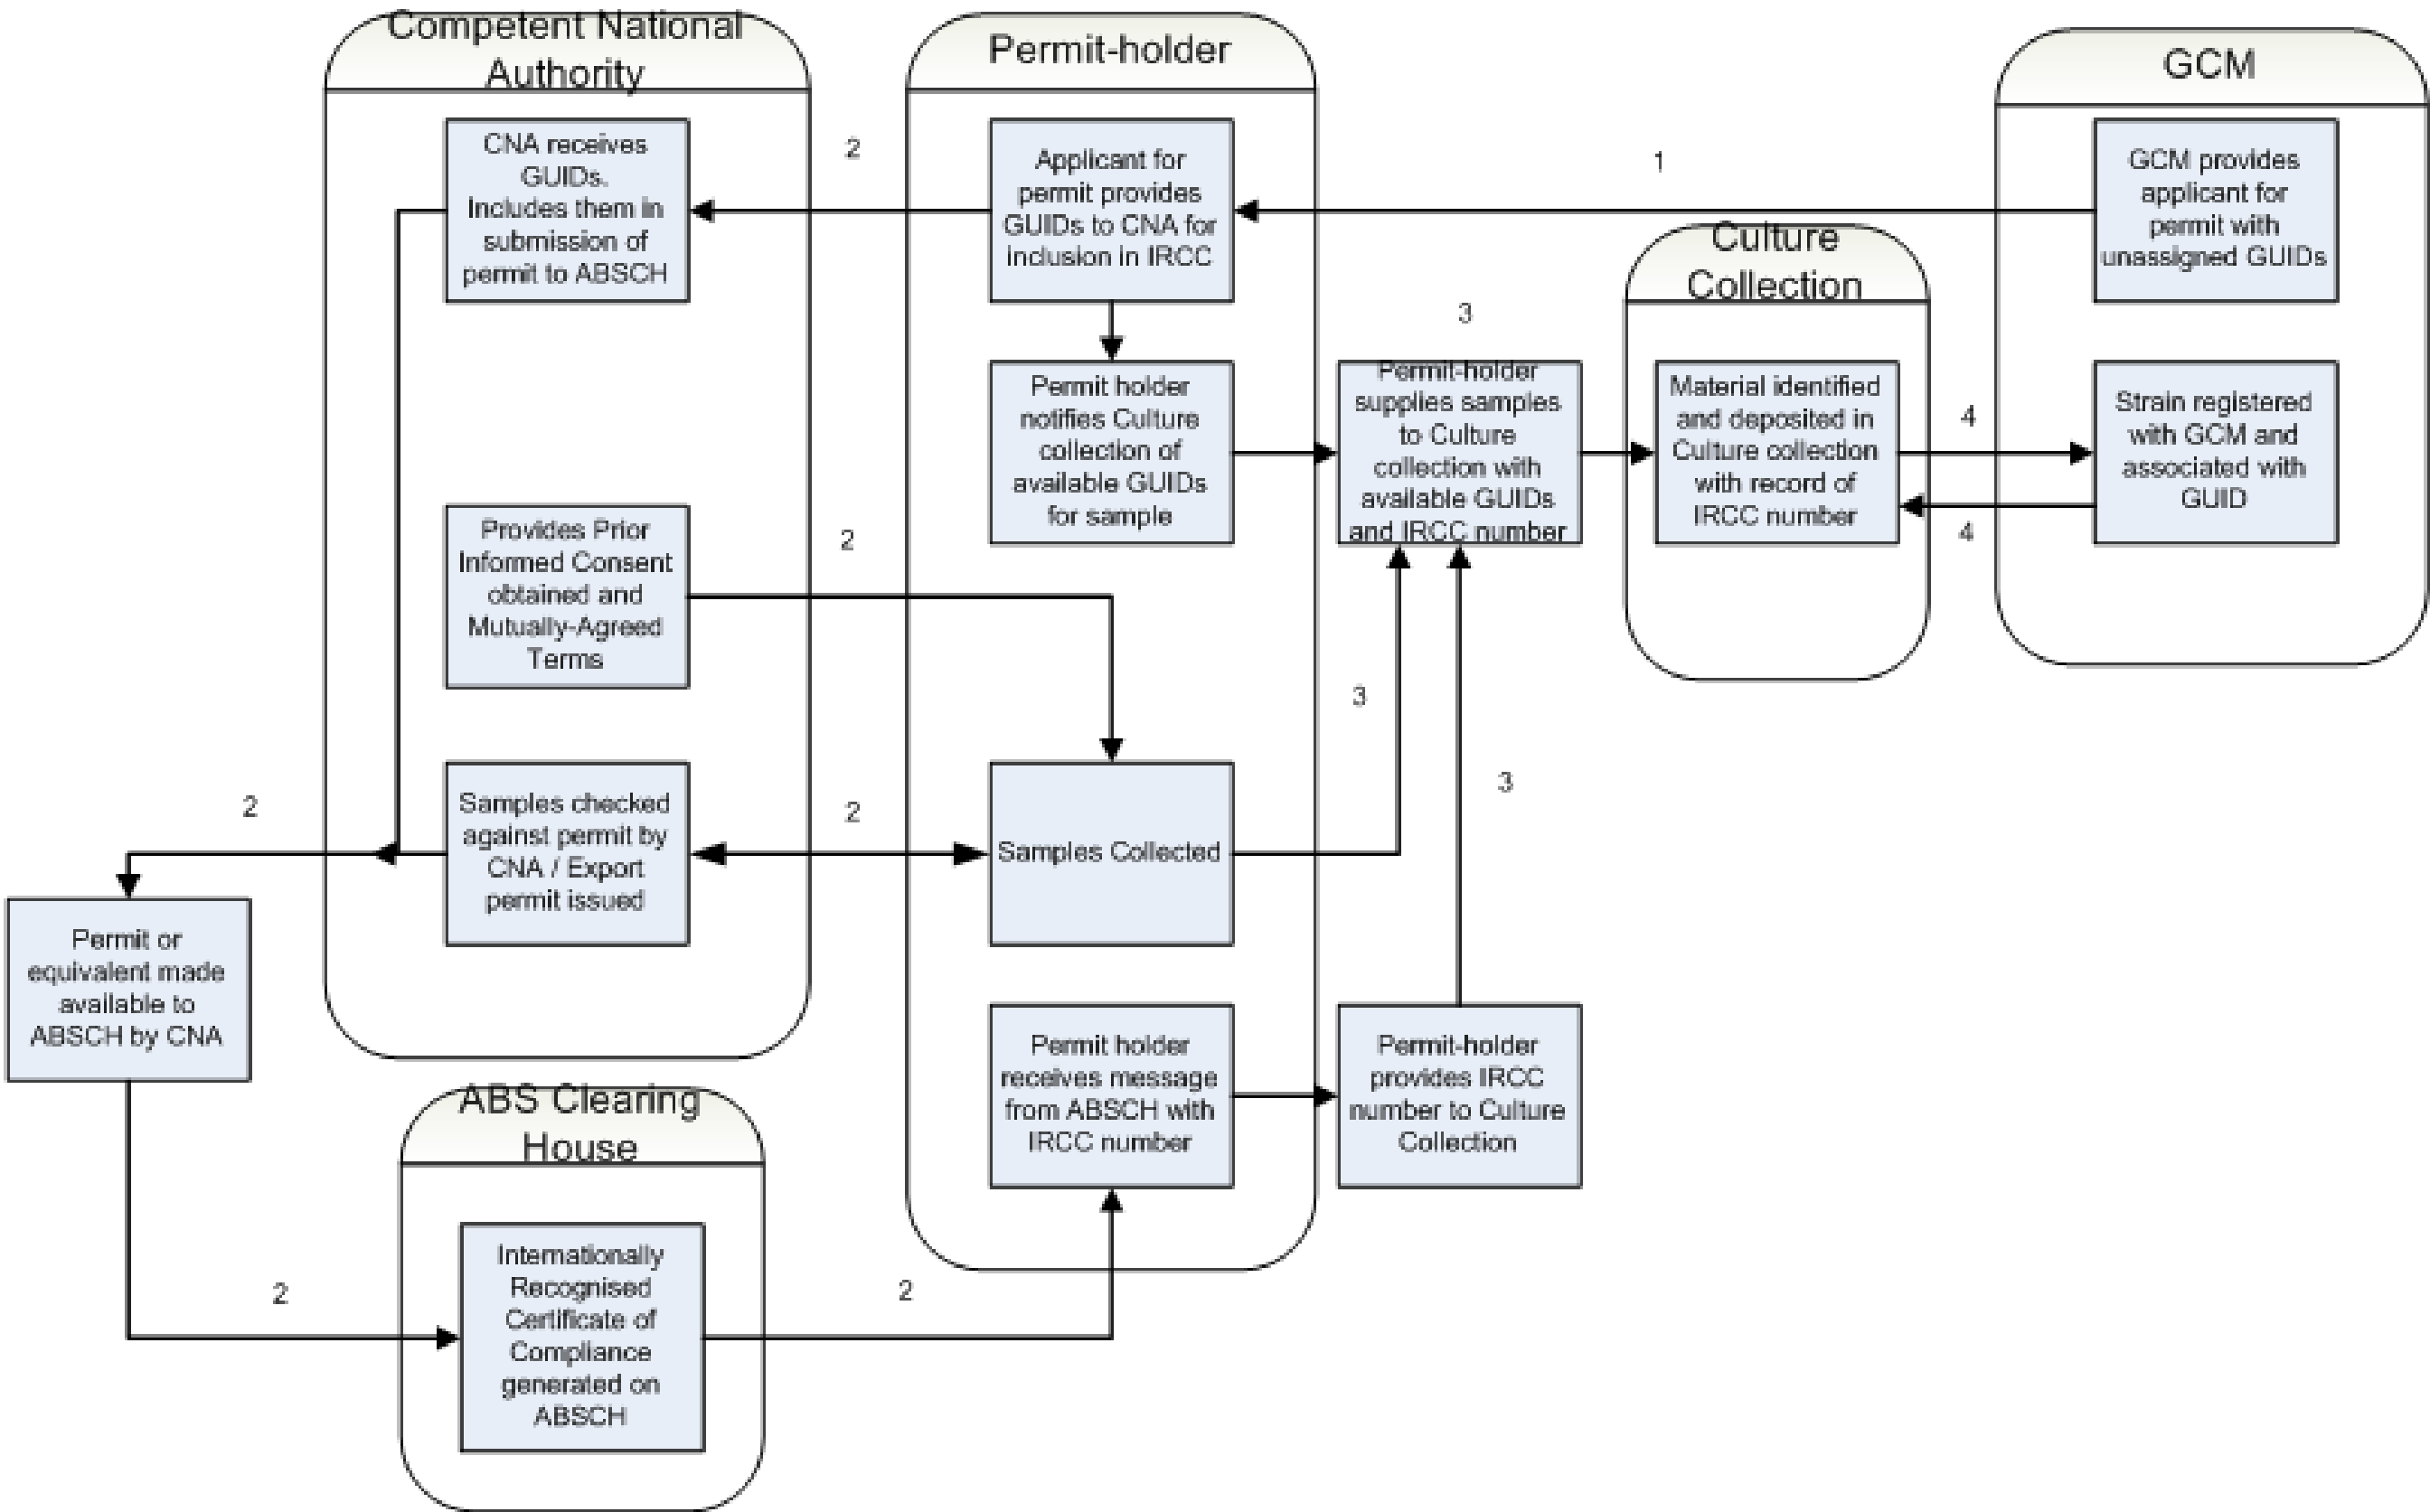 Competent National
Authority
Permit-holder
GCM
CNA receives
GUIDs.
Includes them in
submission of
permit to ABSCH
2
Applicant for
permit provides
GUIDs to CNA for
inclusion in IRCC
1
GCM provides
applicant for
permit with
unassigned GUIDs
Culture
Collection
Permit holder
notifies Culture
collection of
available GUIDs
for sample
3
Permit-holder
supplies samples
to Culture
collection with
available GUIDs
and IRCC number
Material identified
and deposited in
Culture collection
with record of
IRCC number
4
4
Strain registered
with GCM and
associated with
GUID
Provides Prior
Informed Consent
obtained and
Mutually-Agreed
Terms
2
3
3
2
Samples checked
against permit by
CNA / Export
permit issued
2
Samples Collected
Permit or
equivalent made
available to
ABSCH by CNA
Permit holder
receives message
from ABSCH with
IRCC number
Permit-holder
provides IRCC
number to Culture
Collection
ABS Clearing
House
2
Internationally
Recognised
Certificate of
Compliance
generated on
ABSCH
2